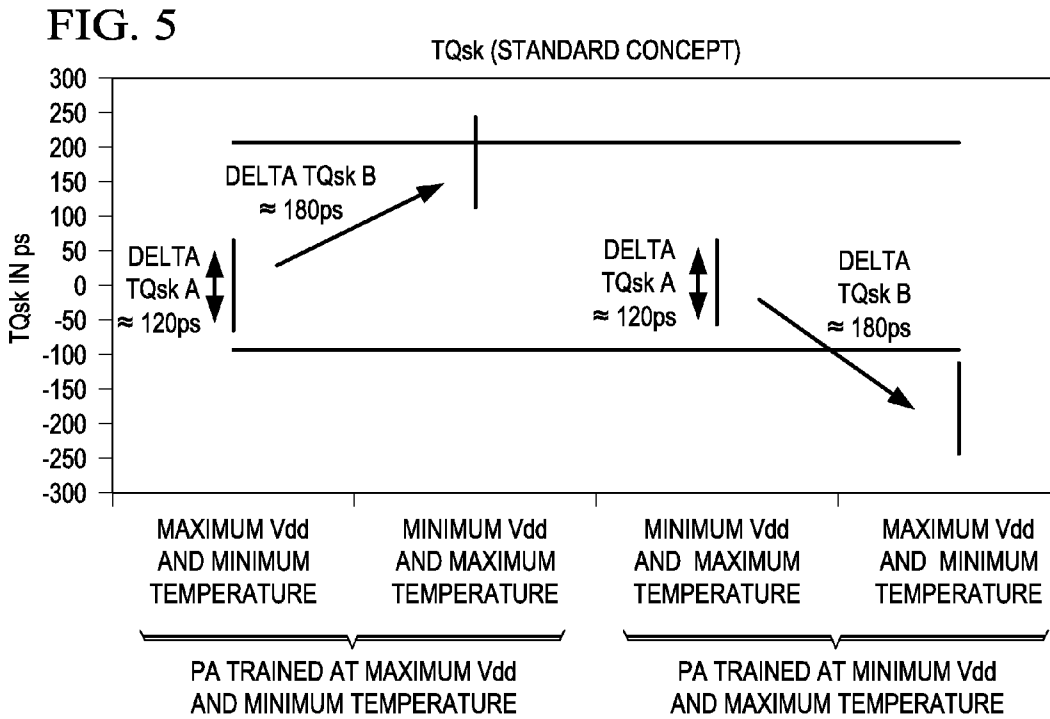 FIG. 5
TQsk (STANDARD CONCEPT)
TQsk IN ps
300
250
200
150
100
50
0
-50
-100
-150
-200
-250
-300
DELTA TQsk B
≈ 180ps
DELTA
TQsk A
≈ 120ps
DELTA
TQsk A
≈ 120ps
DELTA
TQsk B
≈ 180ps
MAXIMUM Vdd
AND MINIMUM
TEMPERATURE
MINIMUM Vdd
AND MAXIMUM
TEMPERATURE
MINIMUM Vdd
AND MAXIMUM
TEMPERATURE
MAXIMUM Vdd
AND MINIMUM
TEMPERATURE
PA TRAINED AT MAXIMUM Vdd
AND MINIMUM TEMPERATURE
PA TRAINED AT MINIMUM Vdd
AND MAXIMUM TEMPERATURE